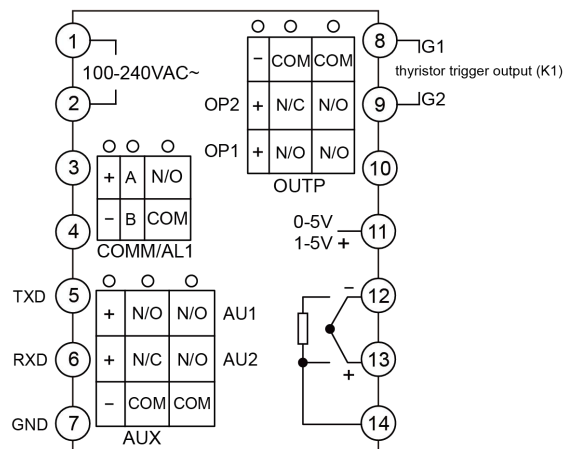 1
100-240VAC~
2
3
+ A N/O
4
− B COM
COMM/AL1
TXD 5
+ N/O N/O AU1
RXD 6
+ N/C N/O AU2
GND 7
− COM COM
AUX
− COM COM
OP2 + N/C N/O
OP1 + N/O N/O
OUTP
8 G1
thyristor trigger output (K1)
9 G2
10
0-5V
1-5V + 11
− 12
+ 13
14